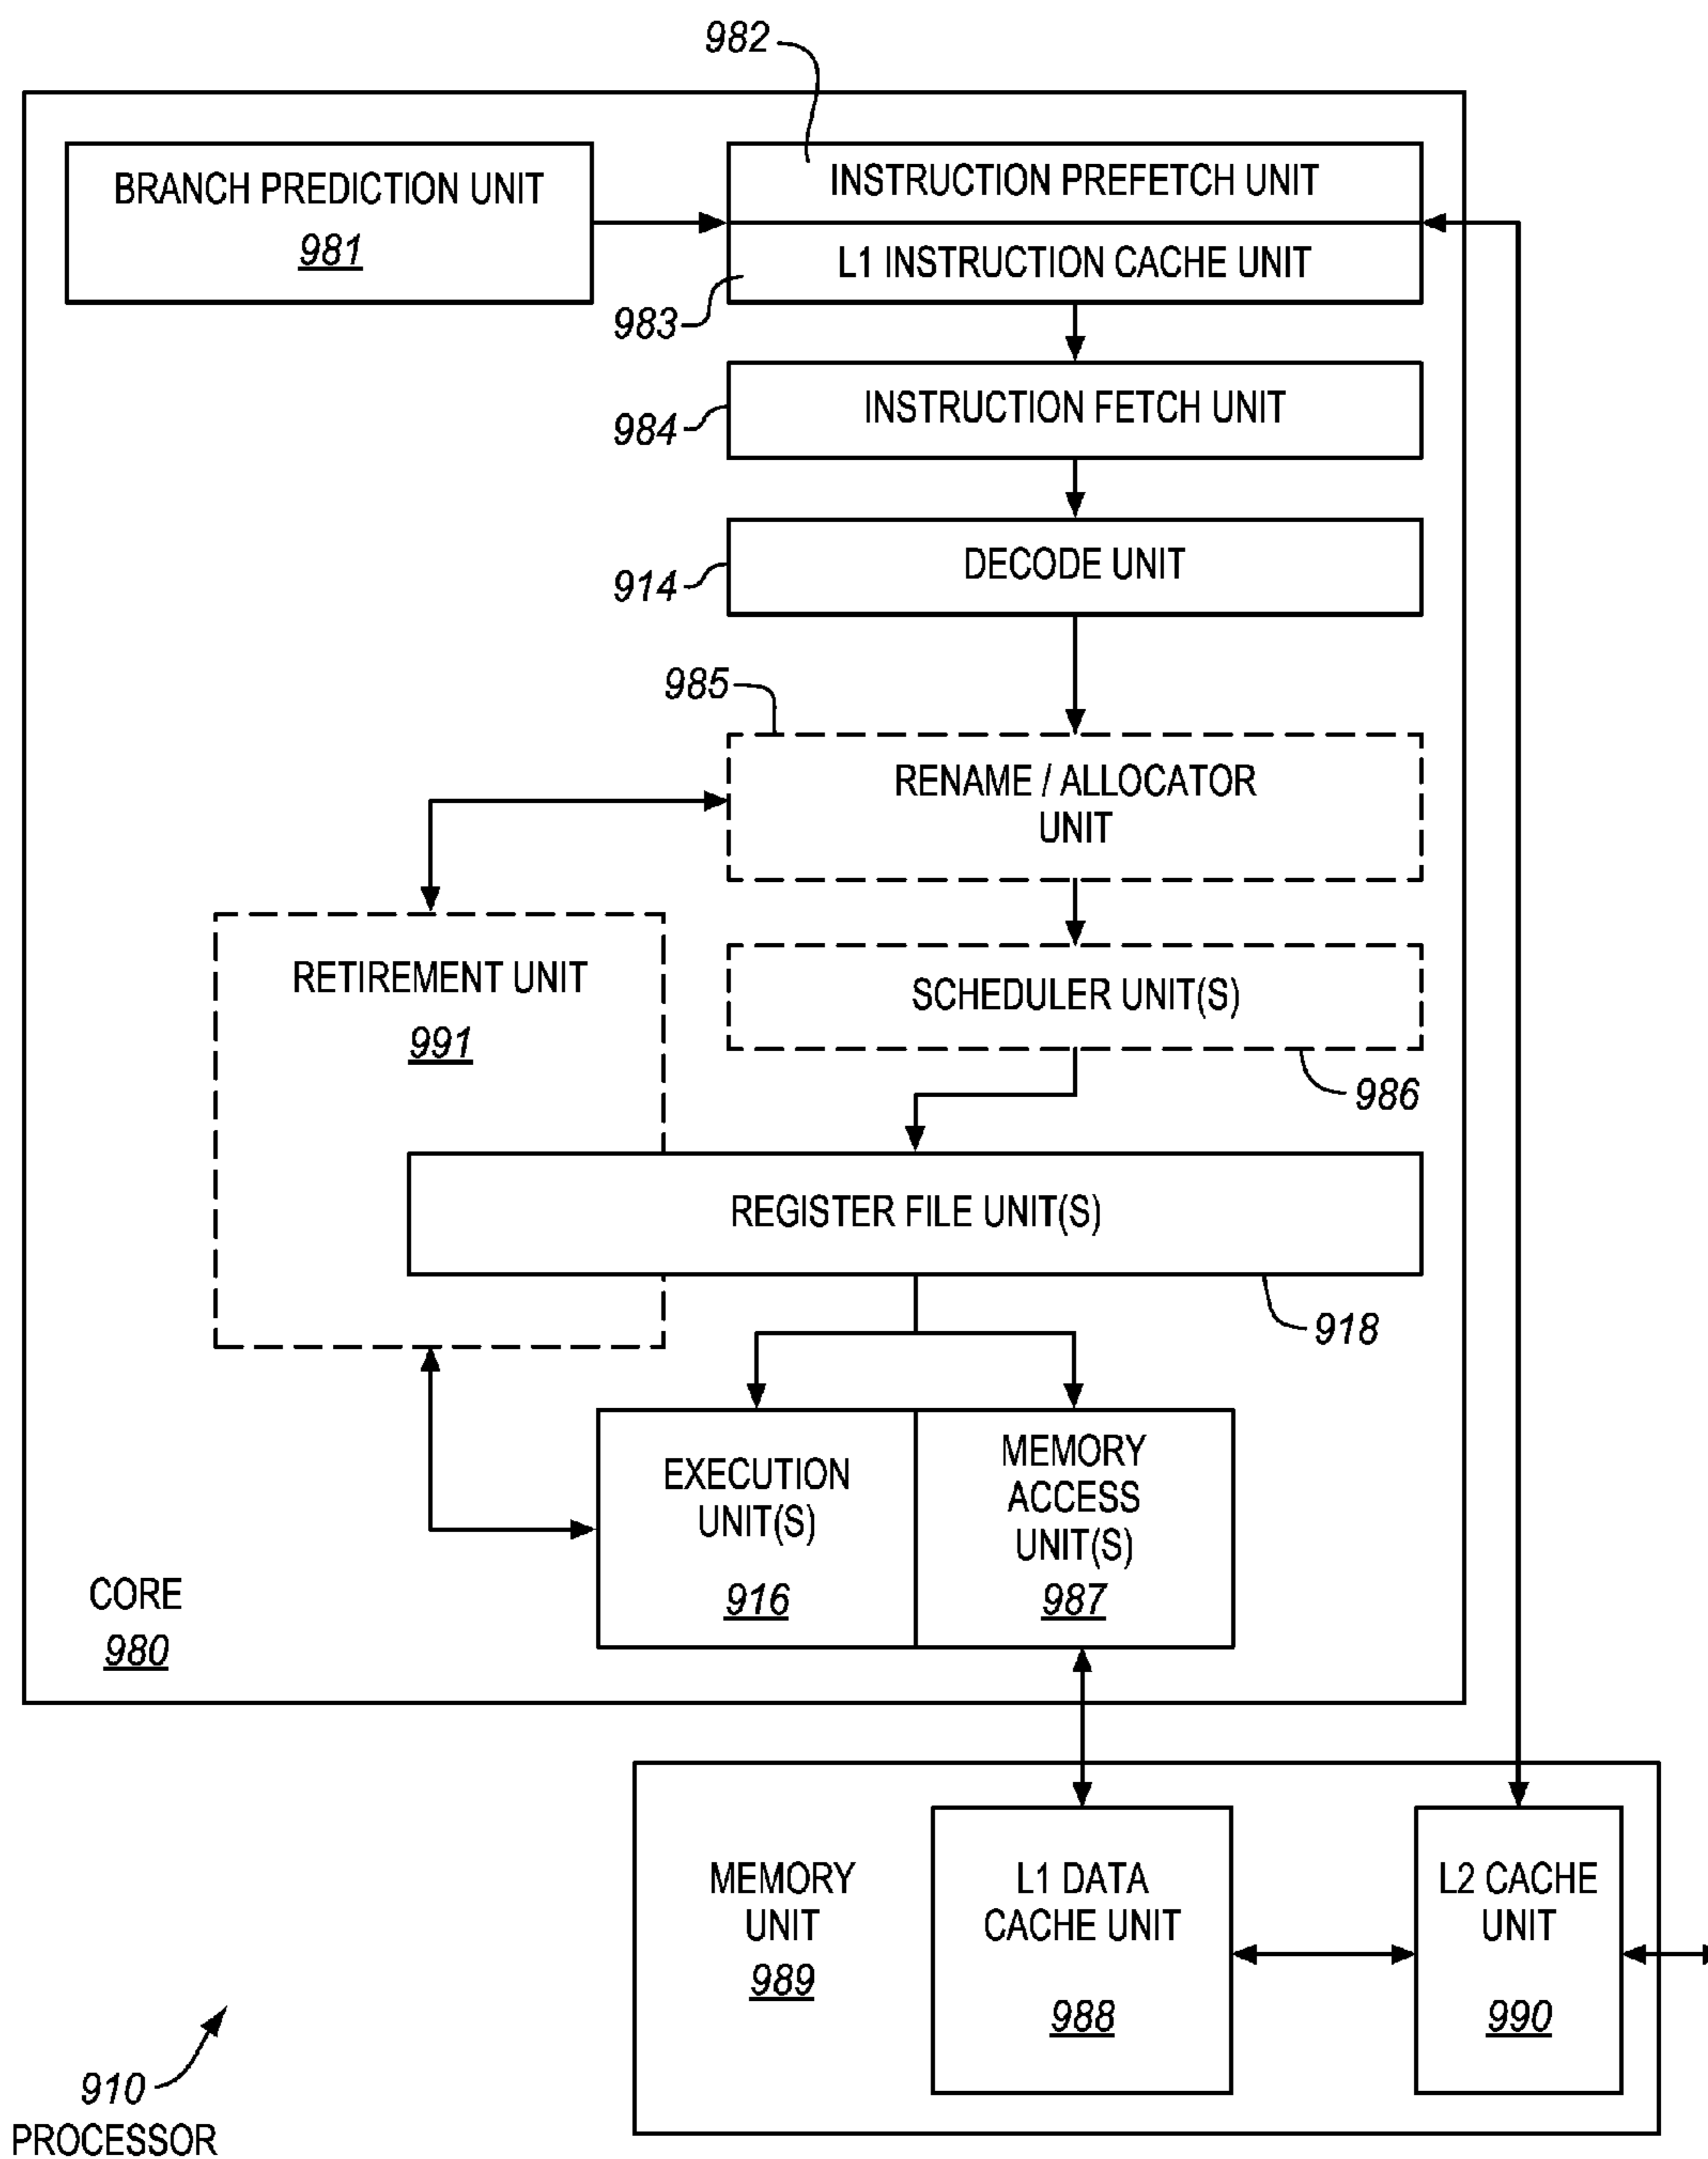 982
BRANCH PREDICTION UNIT
981
INSTRUCTION PREFETCH UNIT
L1 INSTRUCTION CACHE UNIT
983
INSTRUCTION FETCH UNIT
984
DECODE UNIT
914
985
RENAME / ALLOCATOR
UNIT
RETIREMENT UNIT
991
SCHEDULER UNIT(S)
986
REGISTER FILE UNIT(S)
918
EXECUTION
UNIT(S)
916
MEMORY
ACCESS
UNIT(S)
987
CORE
980
MEMORY
UNIT
989
L1 DATA
CACHE UNIT
988
L2 CACHE
UNIT
990
910
PROCESSOR